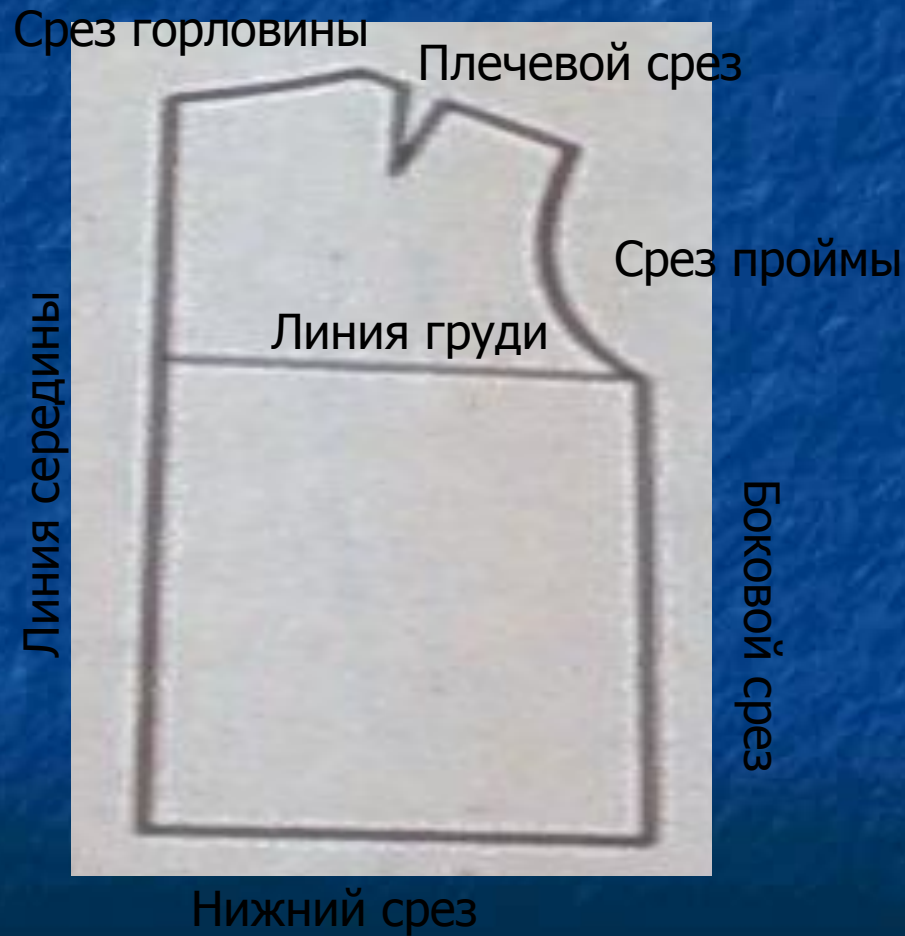 Срез горловины
Плечевой срез
Срез проймы
Линия груди
Линия середины
Боковой срез
Нижний срез